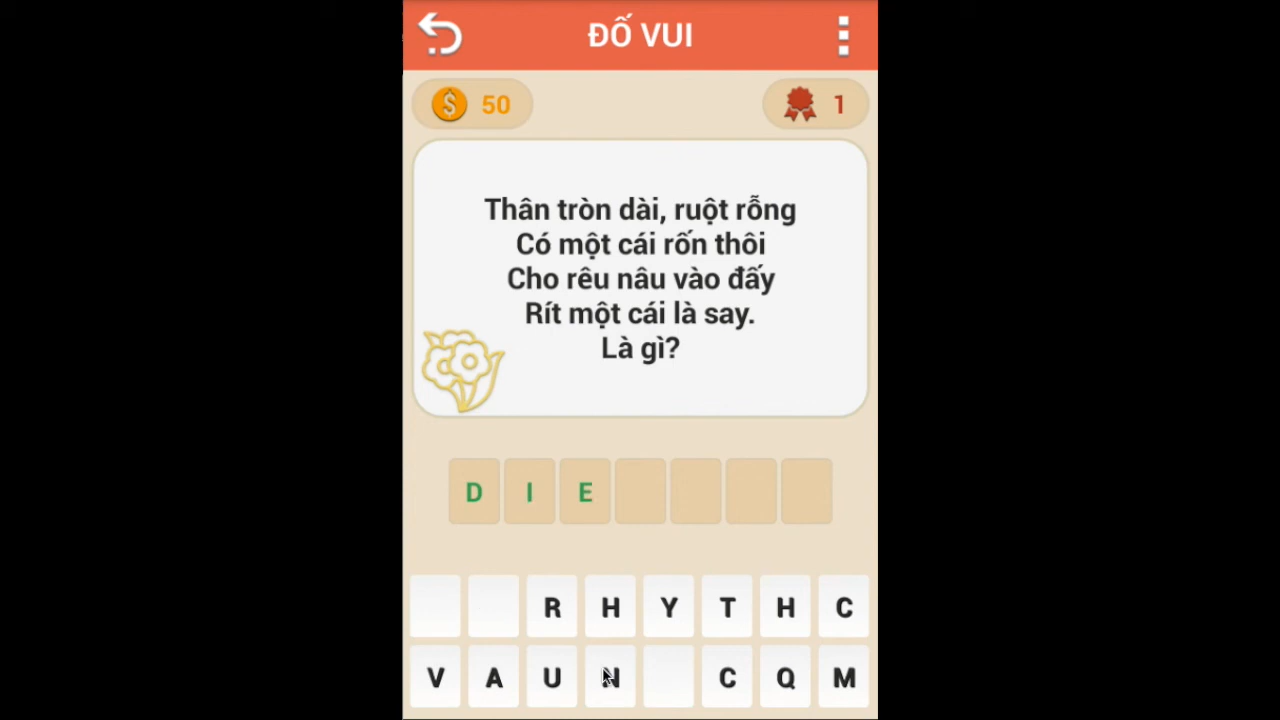 ĐỐ VUI
50
1
Thân tròn dài, ruột rỗng
Có một cái rốn thôi
Cho rêu nâu vào đấy
Rít một cái là say.
Là gì?
D I E
R H Y T H C
V A U N C Q M